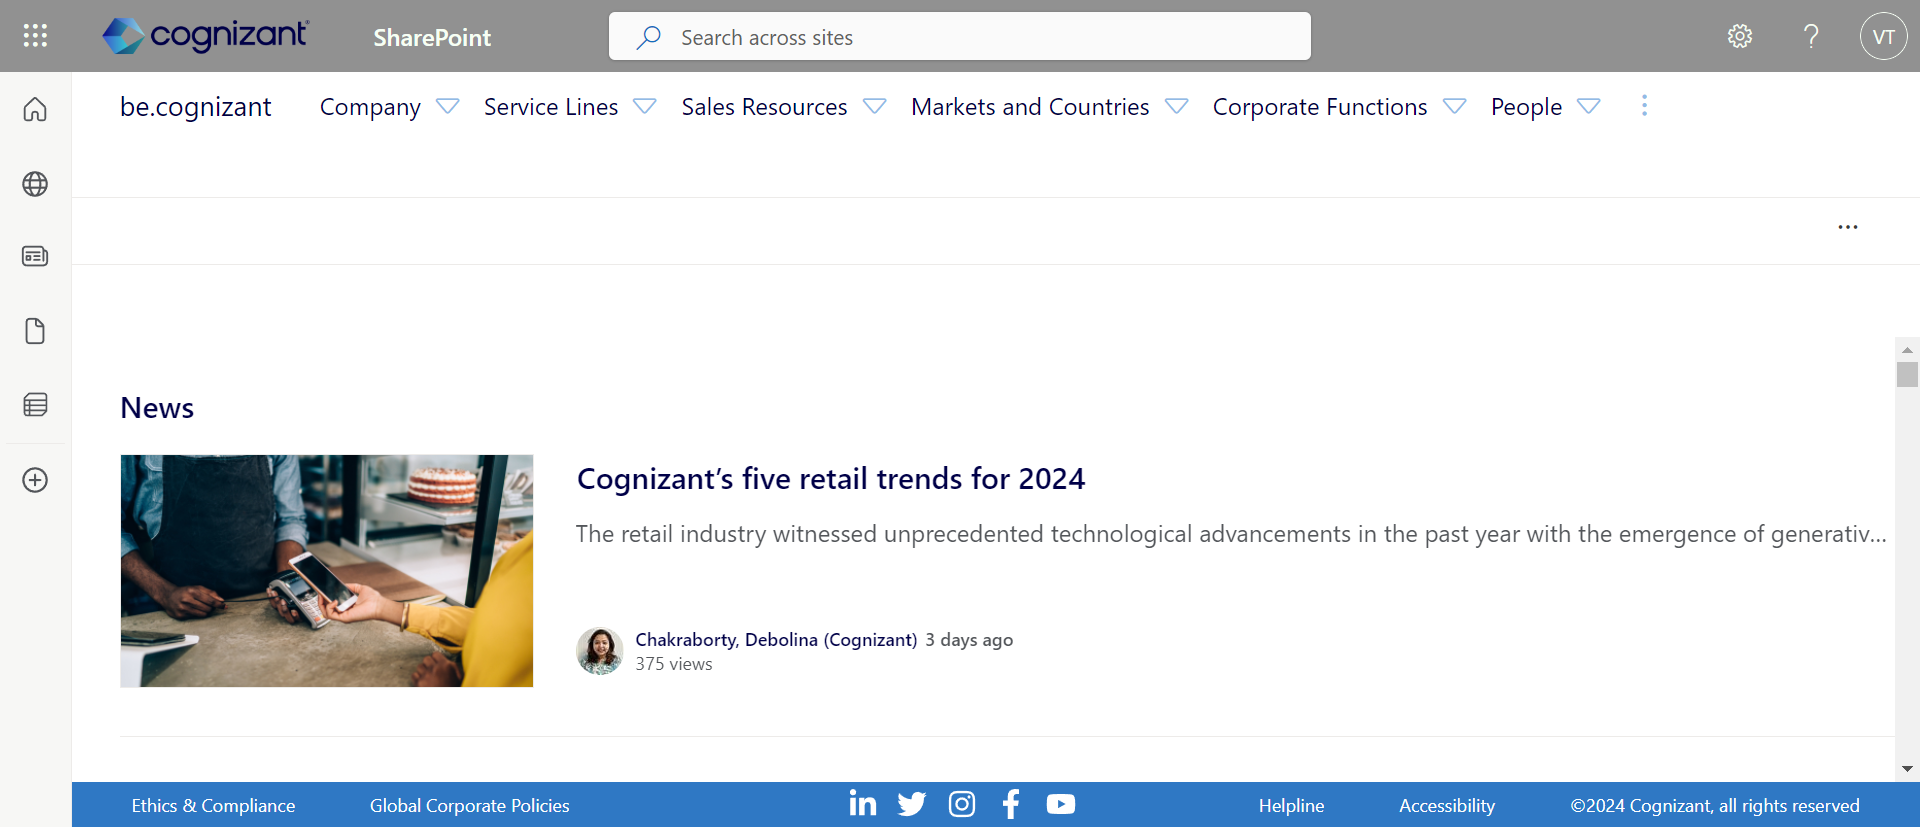 cognizant
SharePoint
Search across sites
VT
be.cognizant
Company
Service Lines
Sales Resources
Markets and Countries
Corporate Functions
People
News
Cognizant’s five retail trends for 2024
The retail industry witnessed unprecedented technological advancements in the past year with the emergence of generativ...
Chakraborty, Debolina (Cognizant) 3 days ago
375 views
Ethics & Compliance
Global Corporate Policies
Helpline
Accessibility
©2024 Cognizant, all rights reserved